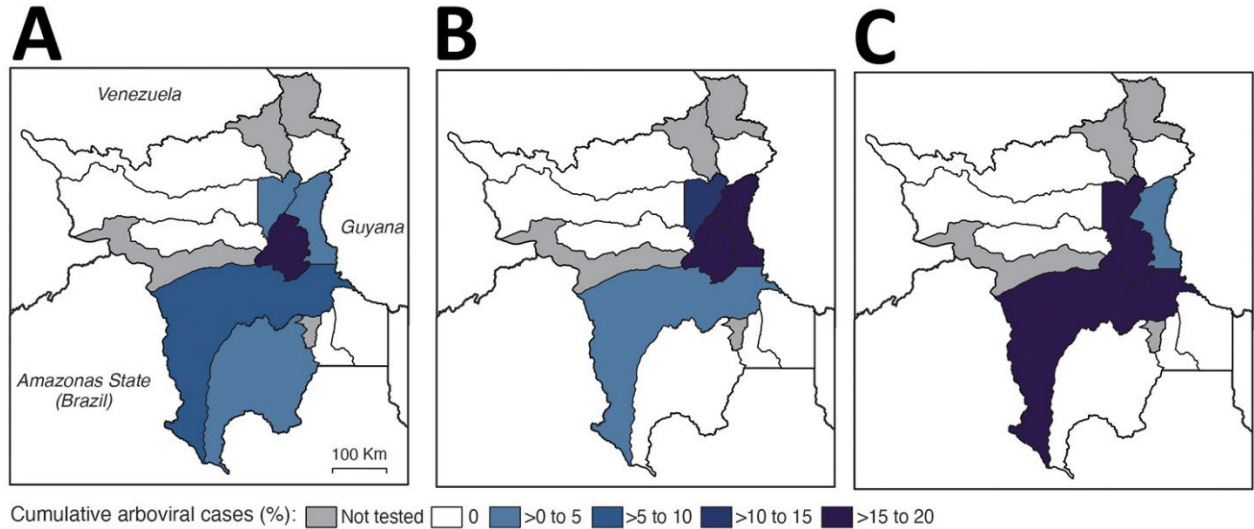 A
B
C
Venezuela
Guyana
Amazonas State
(Brazil)
100 Km
Cumulative arboviral cases (%): Not tested 0 >0 to 5 >5 to 10 >10 to 15 >15 to 20